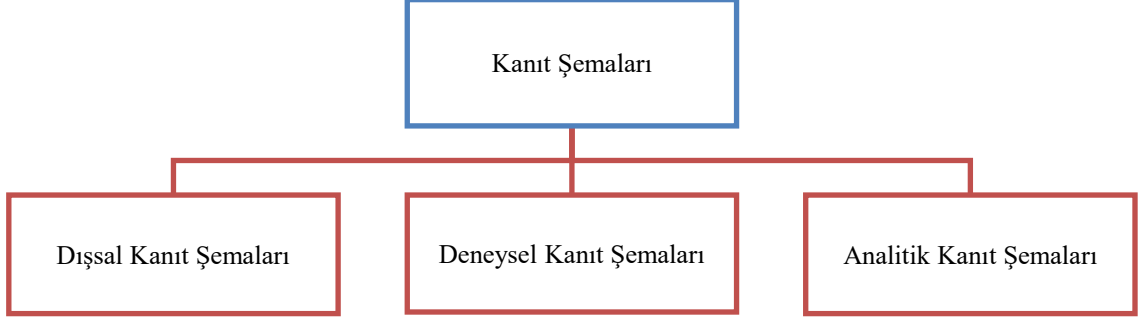 Kanıt Şemaları
Dışsal Kanıt Şemaları
Deneysel Kanıt Şemaları
Analitik Kanıt Şemaları